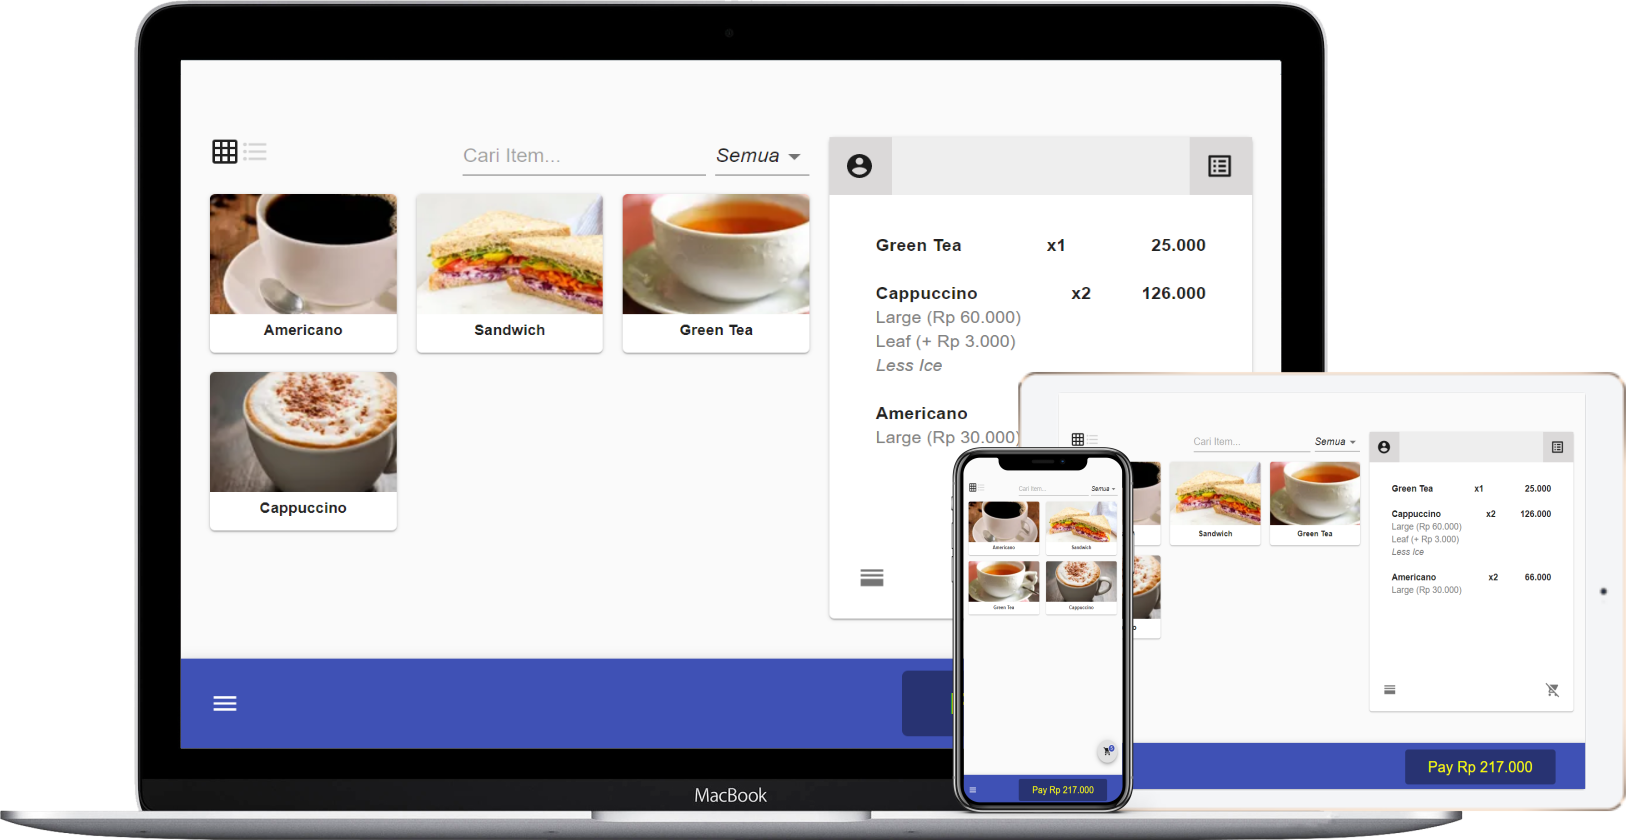 Cari Item...
Semua
Americano
Sandwich
Green Tea
Cappuccino
Green Tea x1 25.000
Cappuccino x2 126.000
Large (Rp 60.000)
Leaf (+ Rp 3.000)
Less Ice
Americano
Large (Rp 30.000)
MacBook
Cari Item...
Semua
Sandwich
Green Tea
Green Tea x1 25.000
Cappuccino x2 126.000
Large (Rp 60.000)
Leaf (+ Rp 3.000)
Less Ice
Americano x2 66.000
Large (Rp 30.000)
Pay Rp 217.000
Cari Item...
Semua
Americano
Sandwich
Green Tea
Cappuccino
Pay Rp 217.000